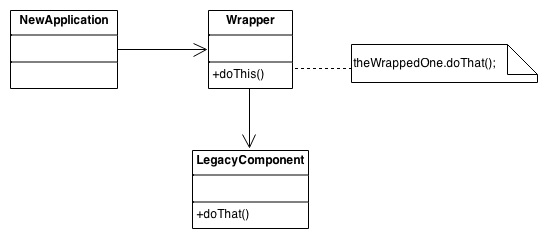 NewApplication
Wrapper
+doThis()
theWrappedOne.doThat();
LegacyComponent
+doThat()